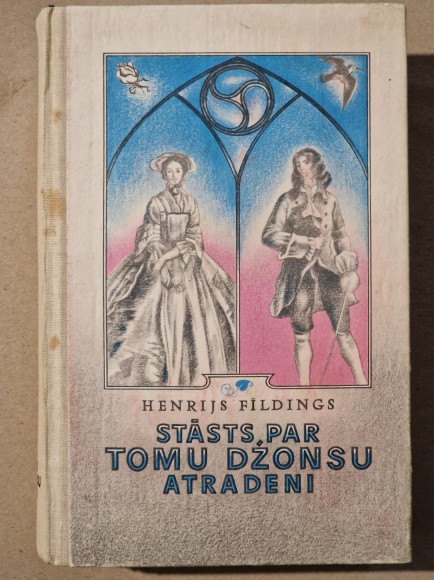 HENRIJS FĪLDINGS
STĀSTS PAR
TOMU DŽONSU
ATRADENI